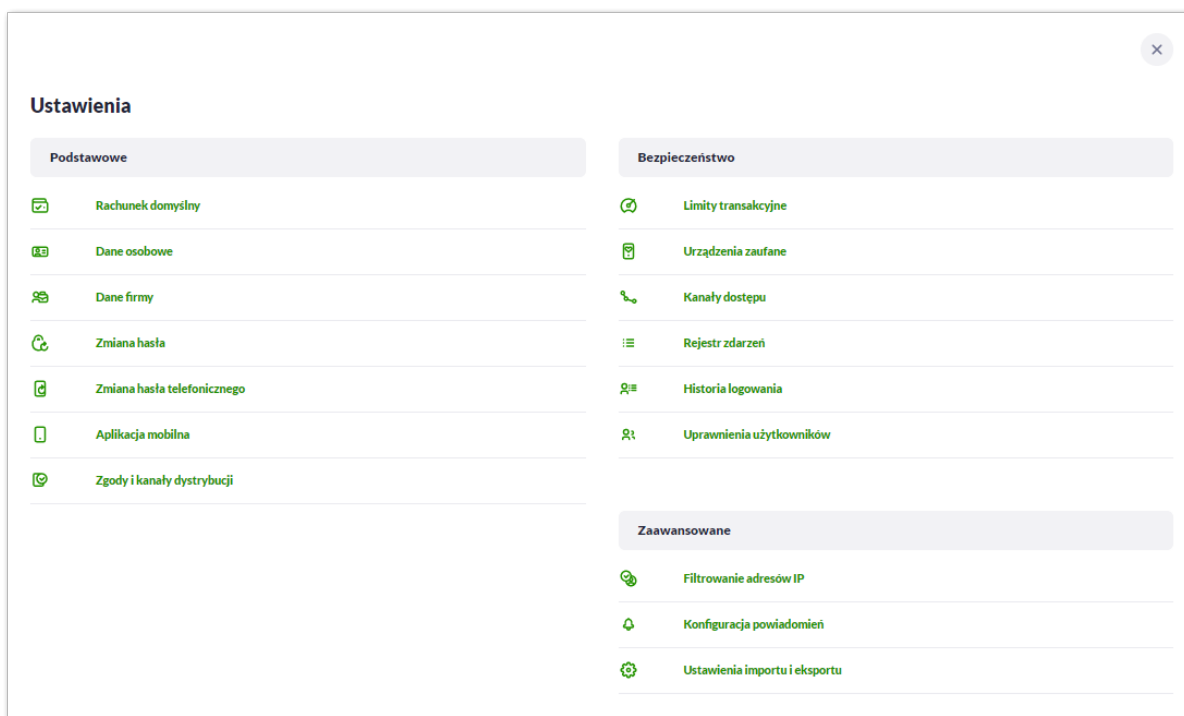 Ustawienia
Podstawowe
Rachunek domyślny
Dane osobowe
Dane firmy
Zmiana hasła
Zmiana hasła telefonicznego
Aplikacja mobilna
Zgody i kanały dystrybucji
Bezpieczeństwo
Limity transakcyjne
Urządzenia zaufane
Kanały dostępu
Rejestr zdarzeń
Historia logowania
Uprawnienia użytkowników
Zaawansowane
Filtrowanie adresów IP
Konfiguracja powiadomień
Ustawienia importu i eksportu